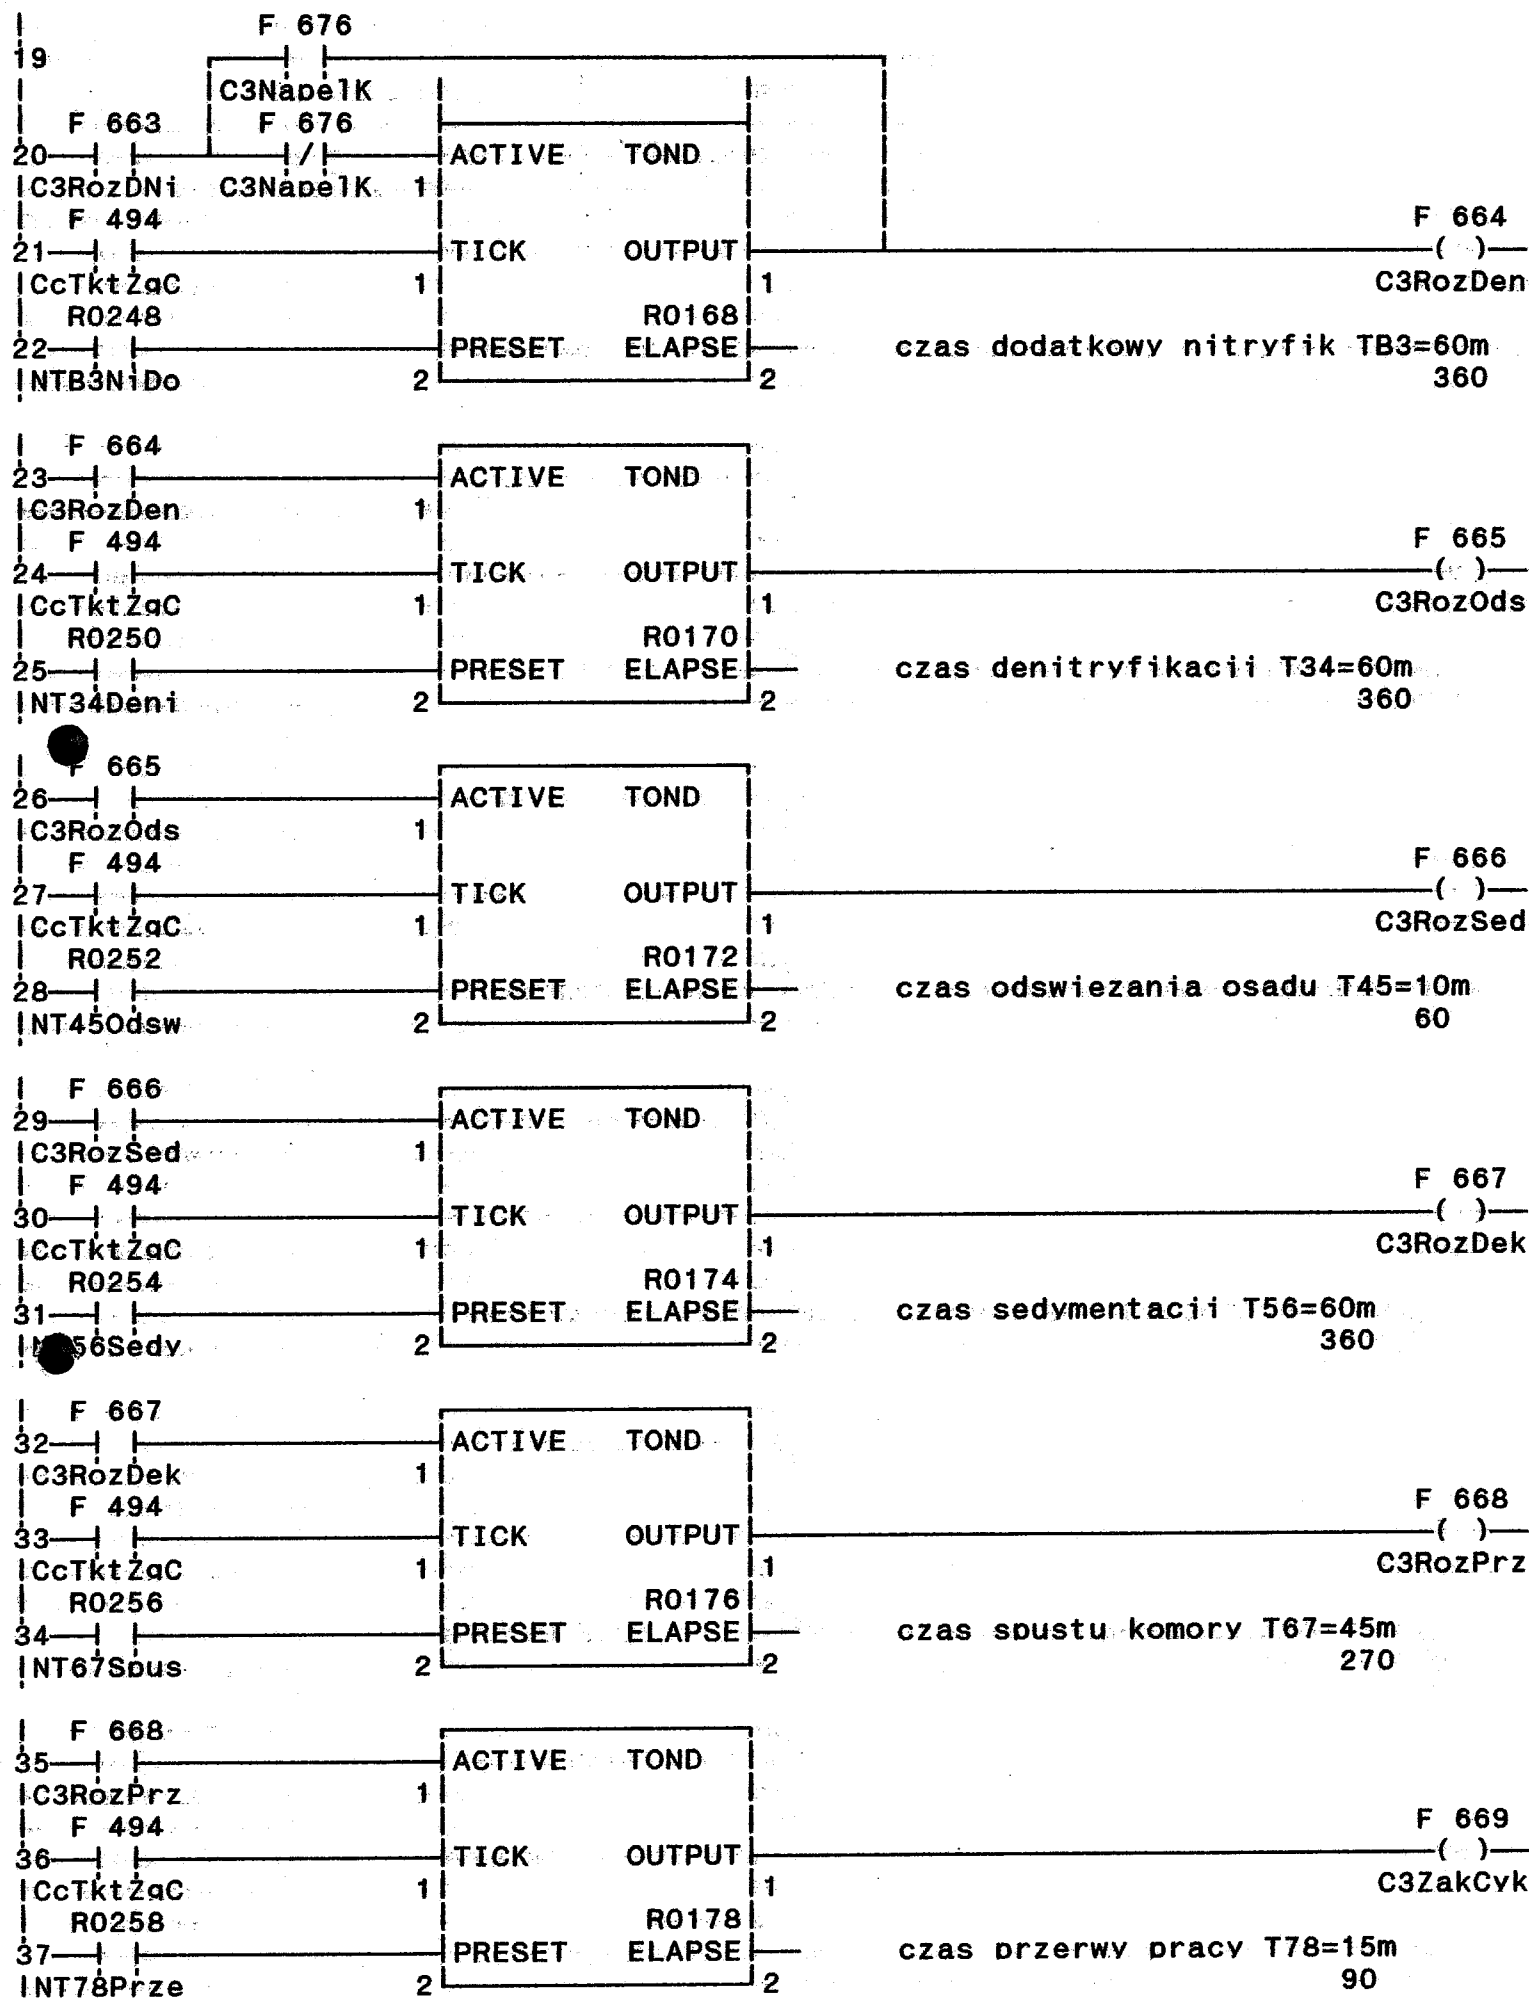 F 676
19
C3NapelK
F 663 F 676
20 / ACTIVE TOND
C3RozDNi C3NapelK 1
F 494 F 664
21 TICK OUTPUT ( )
CcTktZgC 1 1 C3RozDen
R0248 R0168
22 PRESET ELAPSE czas dodatkowy nitryfik TB3=60m
NTB3NiDo 2 2 360
F 664
23 ACTIVE TOND
C3RozDen 1
F 494 F 665
24 TICK OUTPUT ( )
CcTktZgC 1 1 C3RozOds
R0250 R0170
25 PRESET ELAPSE czas denitryfikacji T34=60m
NT34Deni 2 2 360
F 665
26 ACTIVE TOND
C3RozOds 1
F 494 F 666
27 TICK OUTPUT ( )
CcTktZgC 1 1 C3RozSed
R0252 R0172
28 PRESET ELAPSE czas odswiezania osadu T45=10m
NT45Odsw 2 2 60
F 666
29 ACTIVE TOND
C3RozSed 1
F 494 F 667
30 TICK OUTPUT ( )
CcTktZgC 1 1 C3RozDek
R0254 R0174
31 PRESET ELAPSE czas sedymentacji T56=60m
56Sedy 2 2 360
F 667
32 ACTIVE TOND
C3RozDek 1
F 494 F 668
33 TICK OUTPUT ( )
CcTktZgC 1 1 C3RozPrz
R0256 R0176
34 PRESET ELAPSE czas spustu komory T67=45m
NT67Spus 2 2 270
F 668
35 ACTIVE TOND
C3RozPrz 1
F 494 F 669
36 TICK OUTPUT ( )
CcTktZgC 1 1 C3ZakCyk
R0258 R0178
37 PRESET ELAPSE czas przerwy pracy T78=15m
NT78Prze 2 2 90